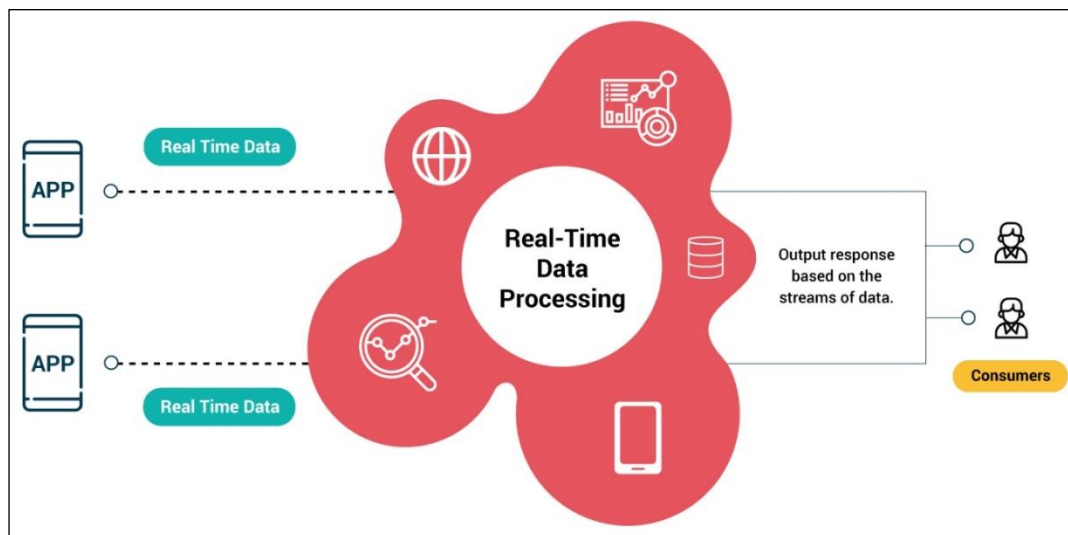 Real Time Data
APP
Real-Time
Data
Processing
Output response
based on the
streams of data.
APP
Real Time Data
Consumers